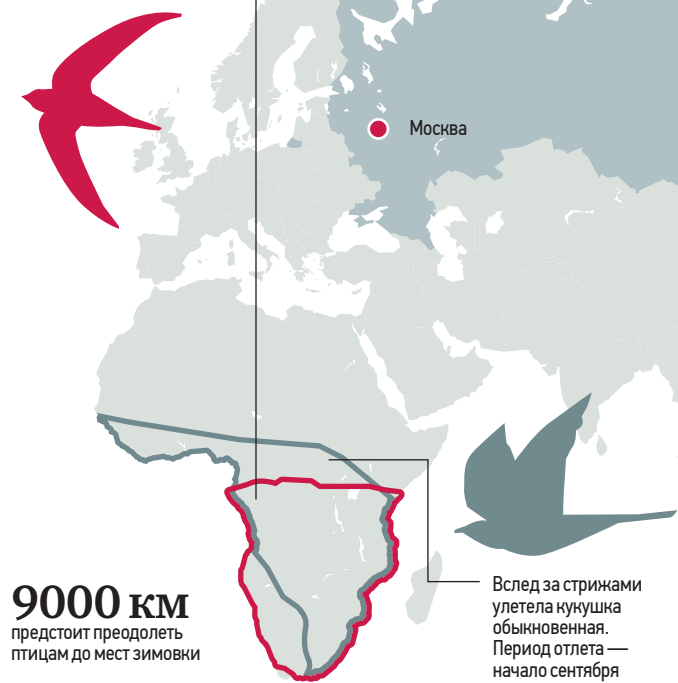 Москва
9000 км
предстоит преодолеть
птицам до мест зимовки
Вслед за стрижами
улетела кукушка
обыкновенная.
Период отлета —
начало сентября